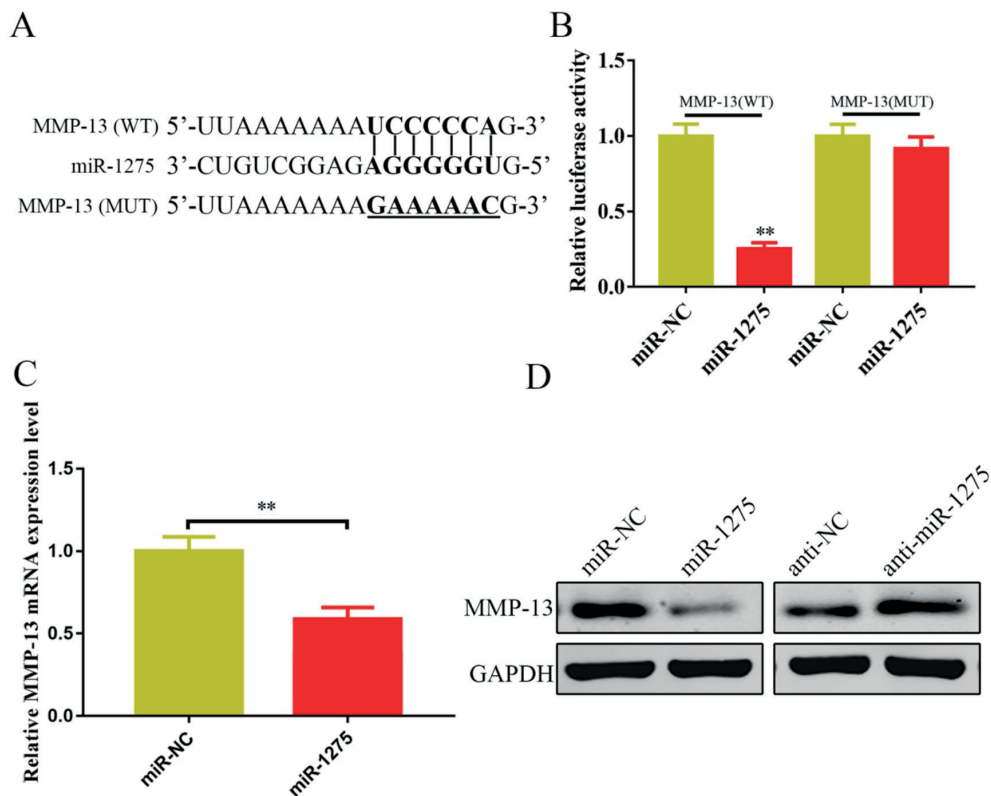 A
MMP-13 (WT) 5’-UUAAAAAAAUCCCCCAG-3’
miR-1275 3’-CUGUCGGAGAGGGGGUG-5’
MMP-13 (MUT) 5’-UUAAAAAAAGAAAAACG-3’
B
Relative luciferase activity
1.5
1.0
0.5
0.0
MMP-13(WT)
MMP-13(MUT)
**
miR-NC
miR-1275
miR-NC
miR-1275
C
Relative MMP-13 mRNA expression level
1.5
1.0
0.5
0.0
**
miR-NC
miR-1275
D
miR-NC
miR-1275
anti-NC
anti-miR-1275
MMP-13
GAPDH